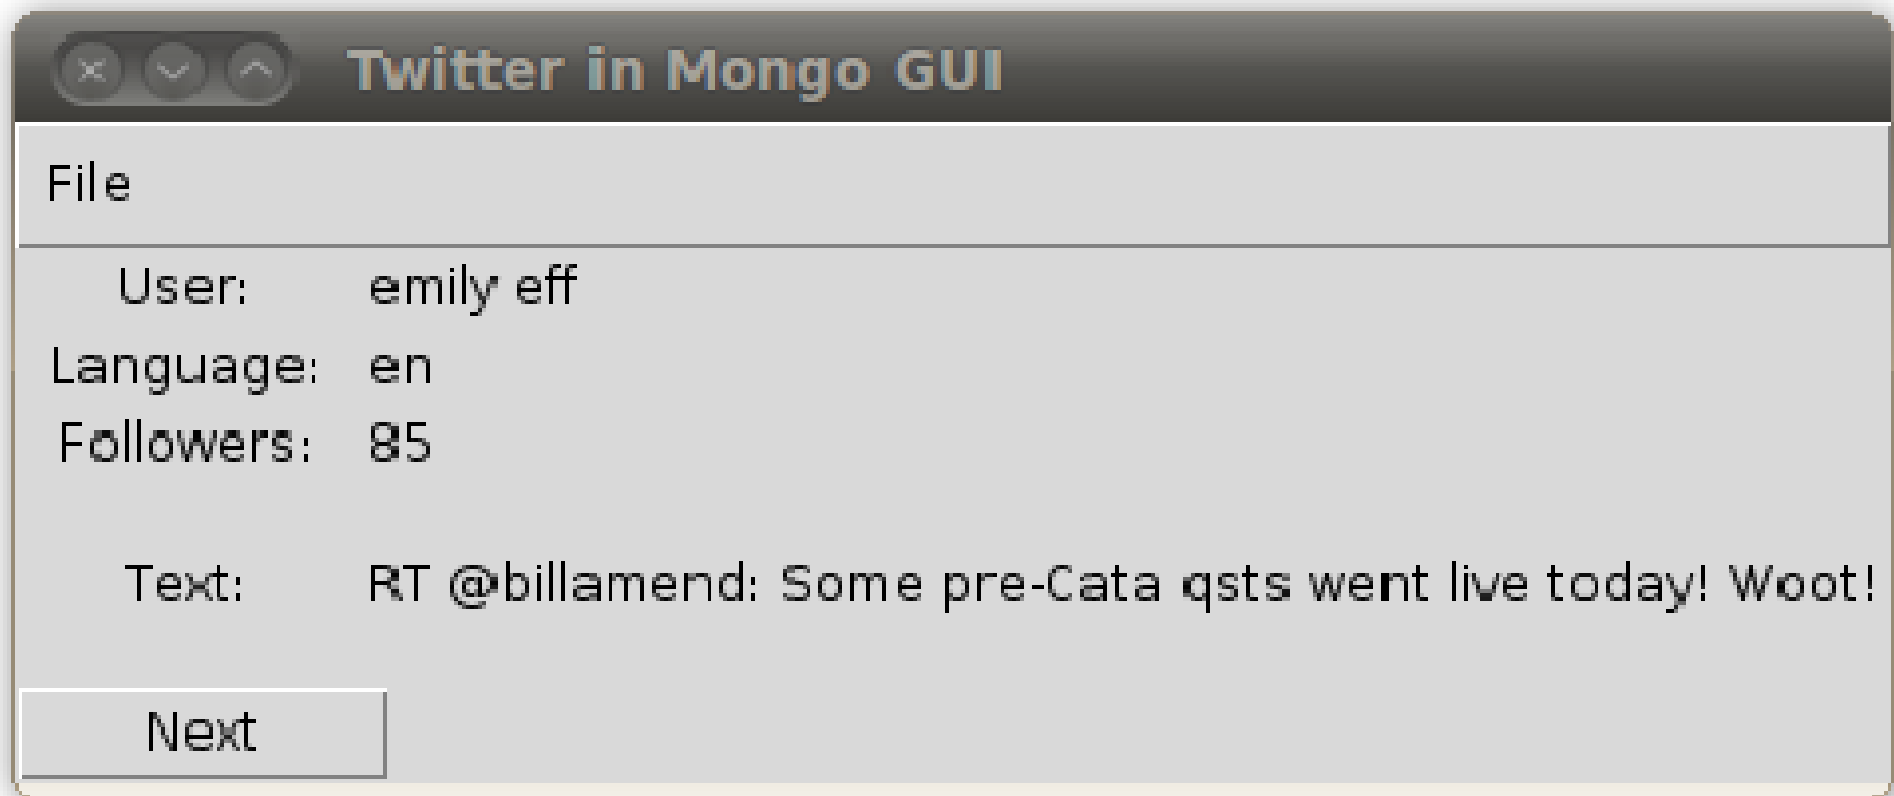 Twitter in Mongo GUI
File
User: emily eff
Language: en
Followers: 85
Text: RT @billamend: Some pre-Cata qsts went live today! Woot!
Next